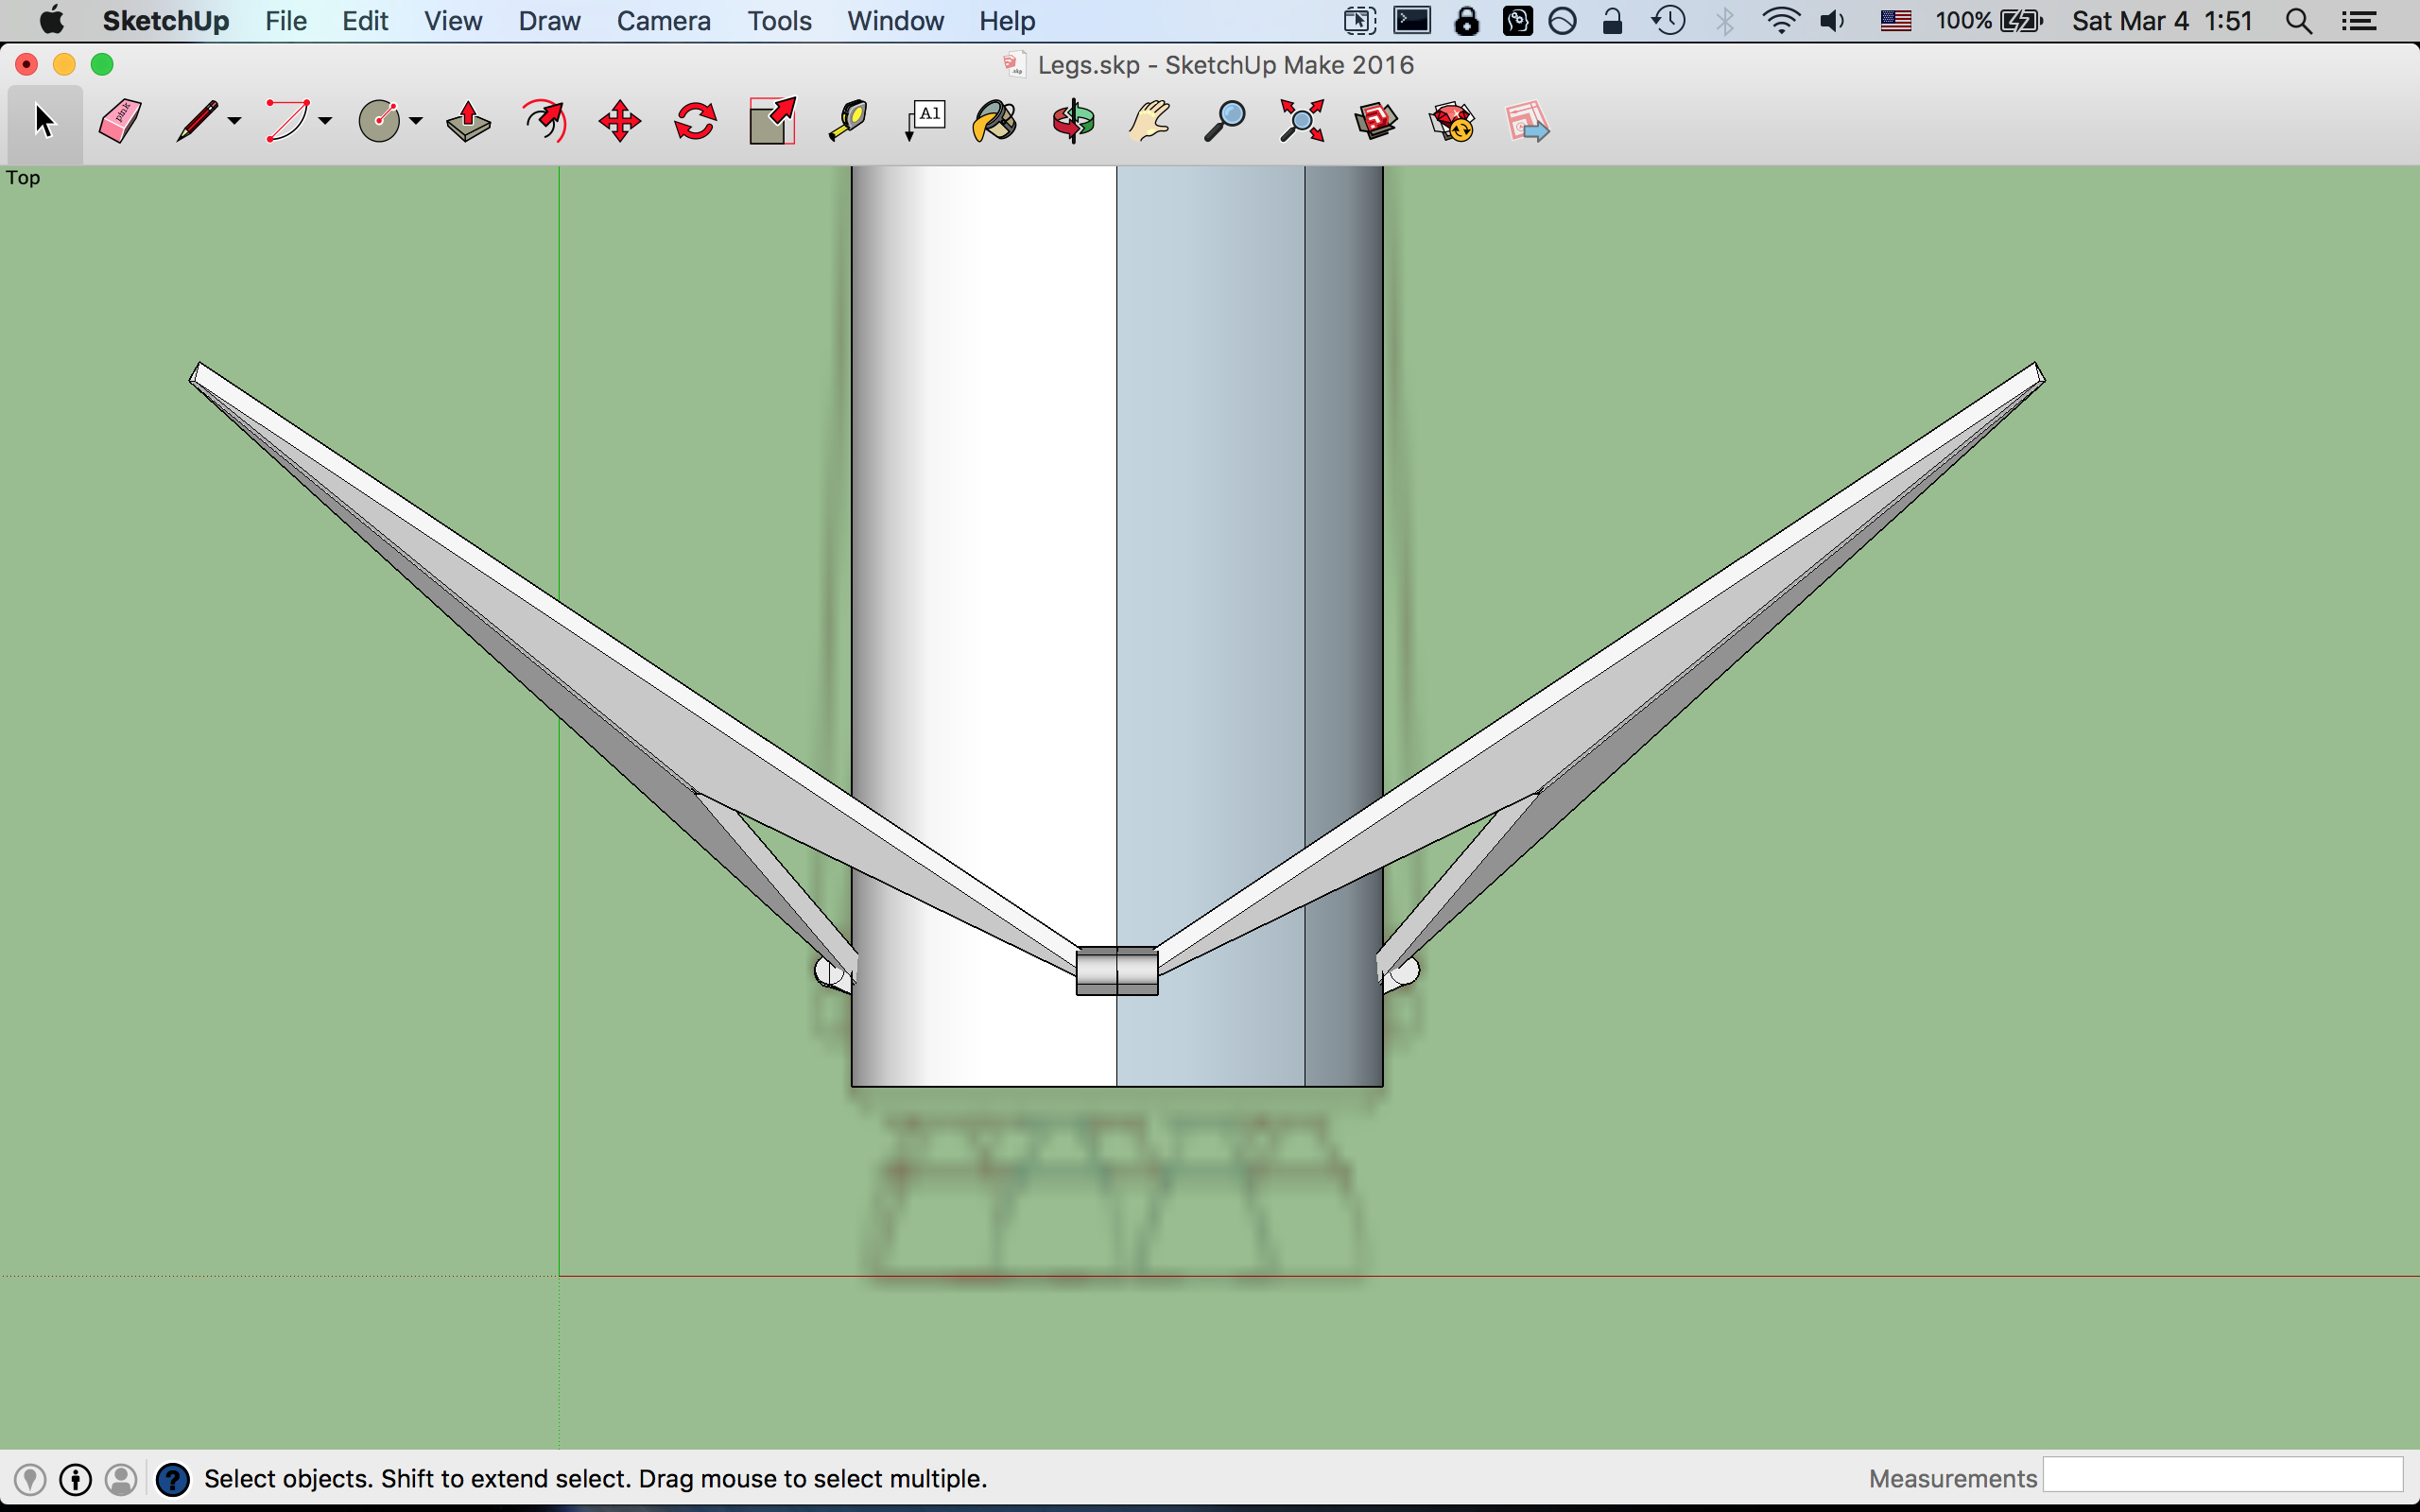 SketchUp File Edit View Draw Camera Tools Window Help 100% Sat Mar 4 1:51
Legs.skp - SketchUp Make 2016
A1
Top
Select objects. Shift to extend select. Drag mouse to select multiple. Measurements